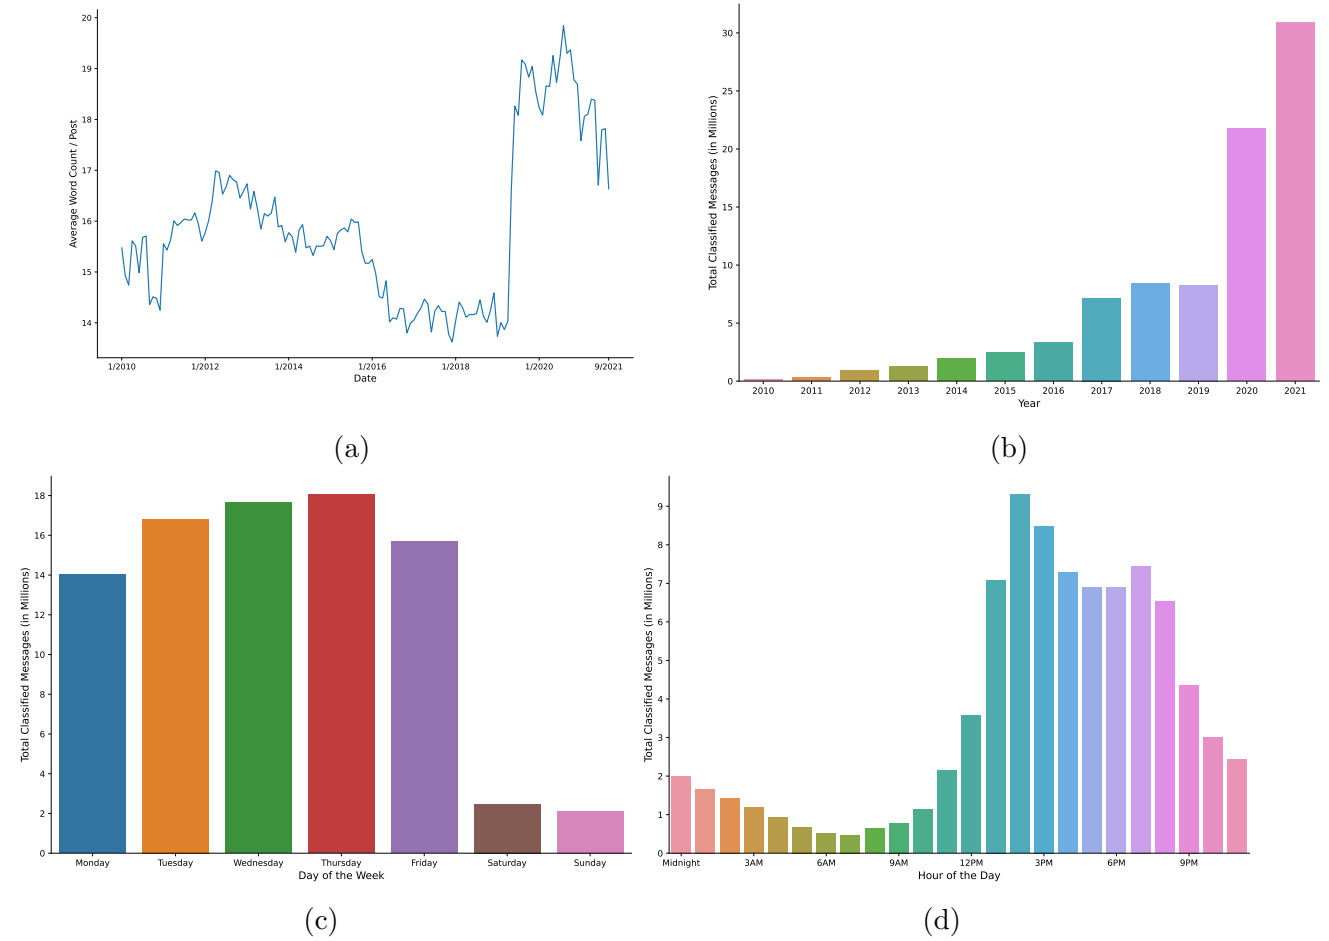 20
19
18
17
16
15
14
Average Word Count / Post
1/2010 1/2012 1/2014 1/2016 1/2018 1/2020 9/2021
Date
(a)
30
25
20
15
10
5
0
Total Classified Messages (in Millions)
2010 2011 2012 2013 2014 2015 2016 2017 2018 2019 2020 2021
Year
(b)
18
16
14
12
10
8
6
4
2
0
Total Classified Messages (in Millions)
Monday Tuesday Wednesday Thursday Friday Saturday Sunday
Day of the Week
(c)
9
8
7
6
5
4
3
2
1
0
Total Classified Messages (in Millions)
Midnight 3AM 6AM 9AM 12PM 3PM 6PM 9PM
Hour of the Day
(d)